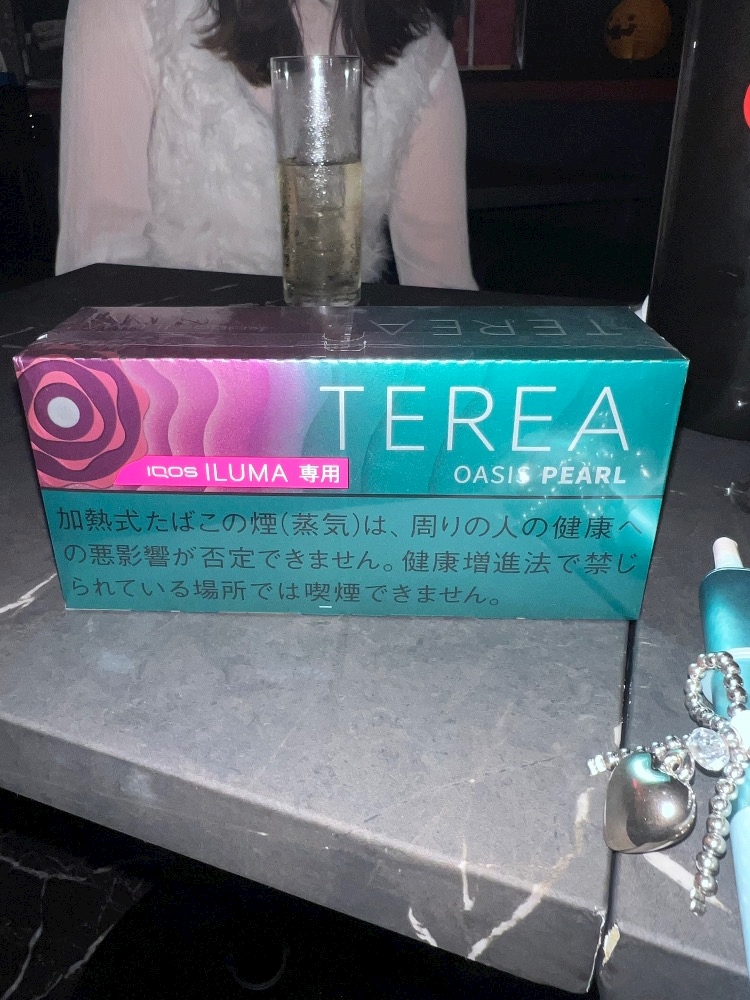 TEREA
TEREA
OASIS PEARL
IQOS ILUMA 専用
加熱式たばこの煙(蒸気)は、周りの人の健康へ
の悪影響が否定できません。健康増進法で禁じ
られている場所では喫煙できません。